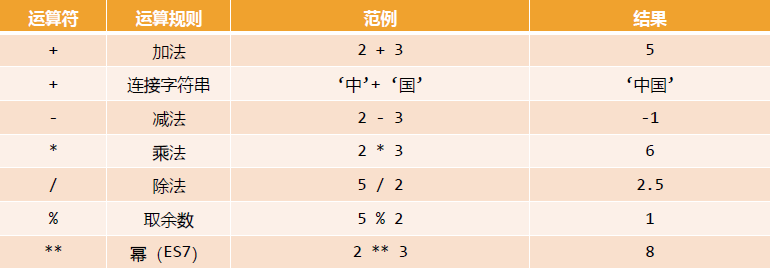 运算符 运算规则 范例 结果
+ 加法 2 + 3 5
+ 连接字符串 ‘中’+ ‘国’ ‘中国’
- 减法 2 - 3 -1
* 乘法 2 * 3 6
/ 除法 5 / 2 2.5
% 取余数 5 % 2 1
** 幂（ES7） 2 ** 3 8